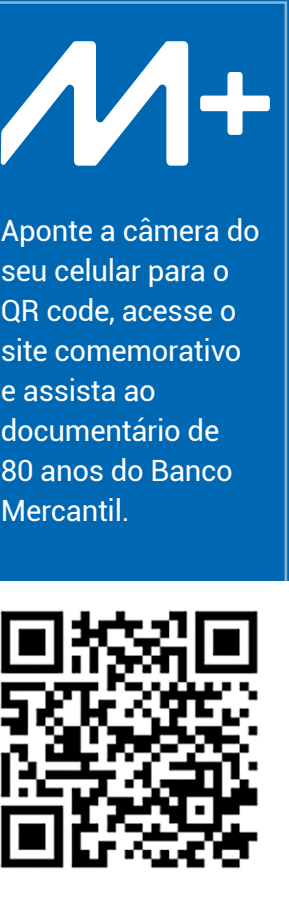 M+
Aponte a câmera do
seu celular para o
QR code, acesse o
site comemorativo
e assista ao
documentário de
80 anos do Banco
Mercantil.